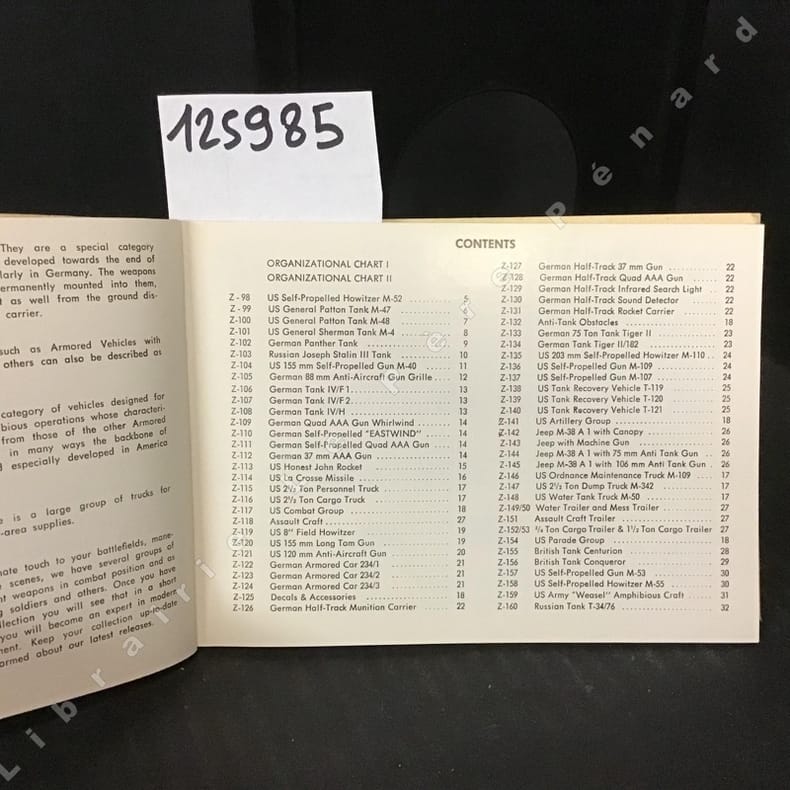 125985
They are a special category
developed towards the end of
larly in Germany. The weapons
ermanently mounted into them,
as well from the ground dis-
carrier.
such as Armored Vehicles with
others can also be described as
category of vehicles designed for
bious operations whose characteri-
from those of the other Armored
in many ways the backbone of
especially developed in America
e is a large group of trucks for
-area supplies.
nate touch to your battlefields, mane-
scenes, we have several groups of
nt weapons in combat position and as
g soldiers and others. Once you have
llection you will see that in a short
you will become an expert in modern
ment. Keep your collection up-to-date
ormed about our latest releases.
CONTENTS
ORGANIZATIONAL CHART I
ORGANIZATIONAL CHART II
Z - 98 US Self-Propelled Howitzer M-52 5
Z - 99 US General Patton Tank M-47 6
Z-100 US General Patton Tank M-48 7
Z-101 US General Sherman Tank M-4 8
Z-102 German Panther Tank 9
Z-103 Russian Joseph Stalin III Tank 10
Z-104 US 155 mm Self-Propelled Gun M-40 11
Z-105 German 88 mm Anti-Aircraft Gun Grille 12
Z-106 German Tank IV/F1 13
Z-107 German Tank IV/F2 13
Z-108 German Tank IV/H 13
Z-109 German Quad AAA Gun Whirlwind 14
Z-110 German Self-Propelled "EASTWIND" 14
Z-111 German Self-Propelled Quad AAA Gun 14
Z-112 German 37 mm AAA Gun 14
Z-113 US Honest John Rocket 15
Z-114 US La Crosse Missile 16
Z-115 US 2½ Ton Personnel Truck 17
Z-116 US 2½ Ton Cargo Truck 17
Z-117 US Combat Group 18
Z-118 Assault Craft 27
Z-119 US 8" Field Howitzer 19
Z-120 US 155 mm Long Tom Gun 19
Z-121 US 120 mm Anti-Aircraft Gun 20
Z-122 German Armored Car 234/1 21
Z-123 German Armored Car 234/2 21
Z-124 German Armored Car 234/3 21
Z-125 Decals & Accessories 18
Z-126 German Half-Track Munition Carrier 22
Z-127 German Half-Track 37 mm Gun 22
Z-128 German Half-Track Quad AAA Gun 22
Z-129 German Half-Track Infrared Search Light 22
Z-130 German Half-Track Sound Detector 22
Z-131 German Half-Track Rocket Carrier 22
Z-132 Anti-Tank Obstacles 18
Z-133 German 75 Ton Tank Tiger II 23
Z-134 German Tank Tiger II/182 23
Z-135 US 203 mm Self-Propelled Howitzer M-110 24
Z-136 US Self-Propelled Gun M-109 24
Z-137 US Self-Propelled Gun M-107 24
Z-138 US Tank Recovery Vehicle T-119 25
Z-139 US Tank Recovery Vehicle T-120 25
Z-140 US Tank Recovery Vehicle T-121 25
Z-141 US Artillery Group 18
Z-142 Jeep M-38 A 1 with Canopy 26
Z-143 Jeep with Machine Gun 26
Z-144 Jeep M-38 A 1 with 75 mm Anti Tank Gun 26
Z-145 Jeep M-38 A 1 with 106 mm Anti Tank Gun 26
Z-146 US Ordnance Maintenance Truck M-109 17
Z-147 US 2½ Ton Dump Truck M-342 17
Z-148 US Water Tank Truck M-50 17
Z-149/50 Water Trailer and Mess Trailer 27
Z-151 Assault Craft Trailer 27
Z-152/53 ¾ Ton Cargo Trailer & 1½ Ton Cargo Trailer 27
Z-154 US Parade Group 18
Z-155 British Tank Centurion 28
Z-156 British Tank Conqueror 29
Z-157 US Self-Propelled Gun M-53 30
Z-158 US Self-Propelled Howitzer M-55 30
Z-159 US Army "Weasel" Amphibious Craft 31
Z-160 Russian Tank T-34/76 32
Librairie Pénard